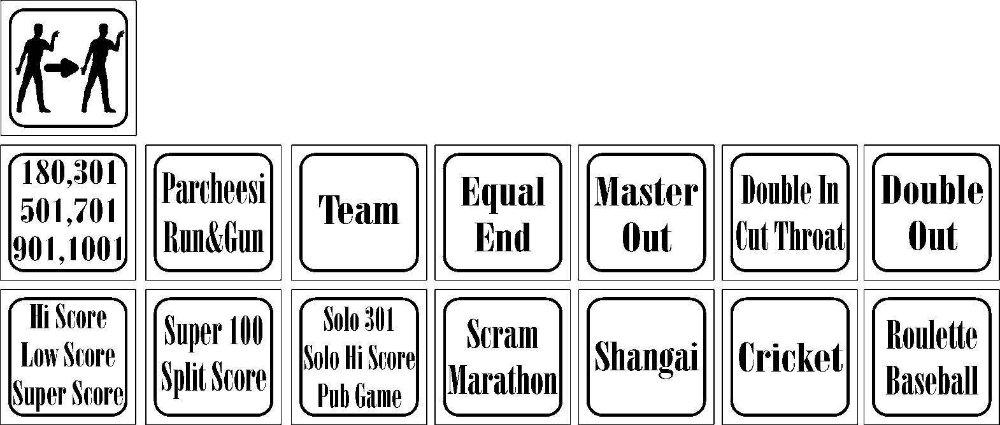 180,301
501,701
901,1001
Parcheesi
Run&Gun
Team
Equal
End
Master
Out
Double In
Cut Throat
Double
Out
Hi Score
Low Score
Super Score
Super 100
Split Score
Solo 301
Solo Hi Score
Pub Game
Scram
Marathon
Shangai
Cricket
Roulette
Baseball